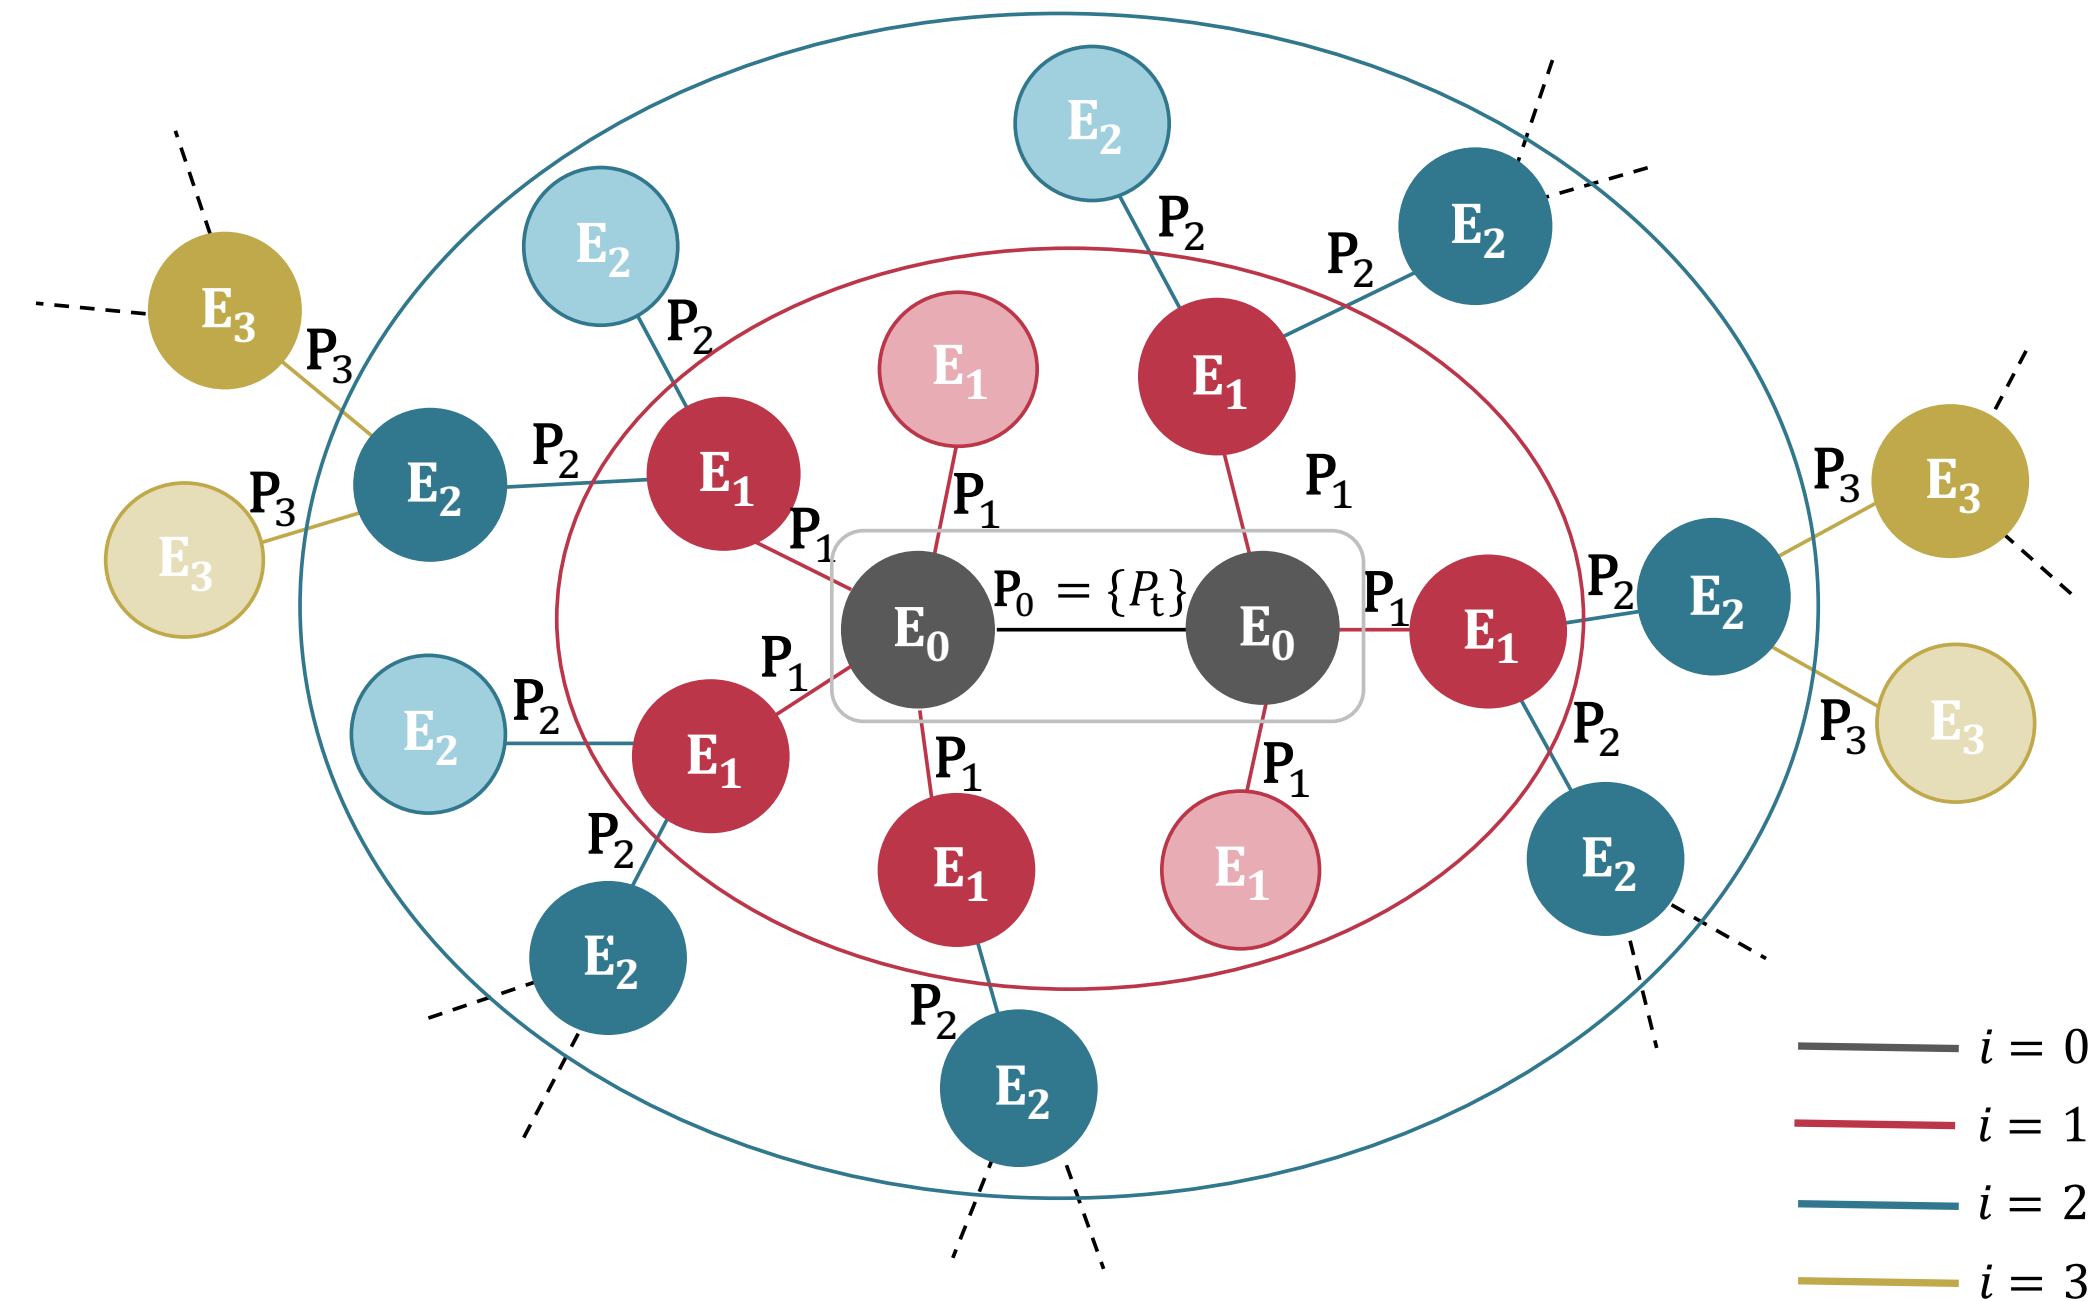 E₂
E₂
E₂
P₂
P₂
E₂
P₂
E₃
P₃
E₁
E₁
P₂
E₁
P₁
P₃
E₃
E₂
P₃
P₁
P₁
E₃
P₀ = {Pₜ}
E₀
E₀
P₁
E₁
P₂
E₂
P₁
P₂
E₂
E₁
P₁
P₁
P₂
P₃
E₃
P₂
E₁
E₁
E₂
E₂
P₂
E₂
i = 0
i = 1
i = 2
i = 3